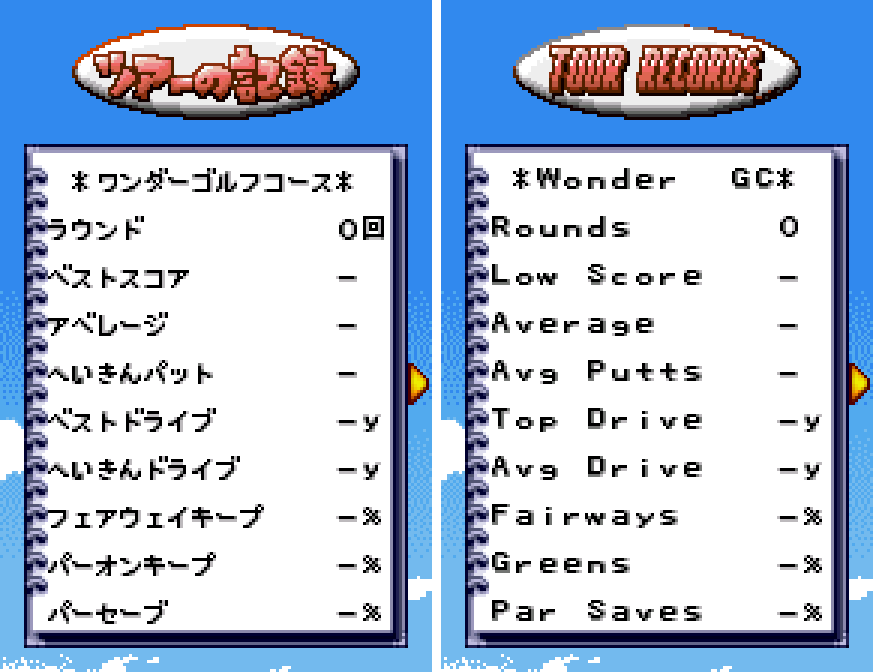 ツアーの記録
*ワンダーゴルフコース*
ラウンド 0回
ベストスコア －
アベレージ －
へいきんパット －
ベストドライブ －y
へいきんドライブ －y
フェアウェイキープ －%
パーオンキープ －%
パーセーブ －%
TOUR RECORDS
*Wonder GC*
Rounds 0
Low Score －
Average －
Avg Putts －
Top Drive －y
Avg Drive －y
Fairways －%
Greens －%
Par Saves －%